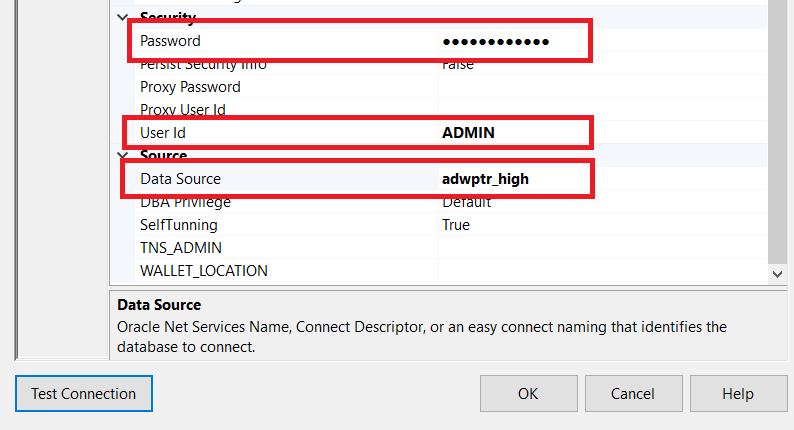 Security
Password ●●●●●●●●●●●●
Persist Security Info False
Proxy Password
Proxy User Id
User Id ADMIN
Source
Data Source adwptr_high
DBA Privilege Default
SelfTunning True
TNS_ADMIN
WALLET_LOCATION
Data Source
Oracle Net Services Name, Connect Descriptor, or an easy connect naming that identifies the
database to connect.
Test Connection OK Cancel Help